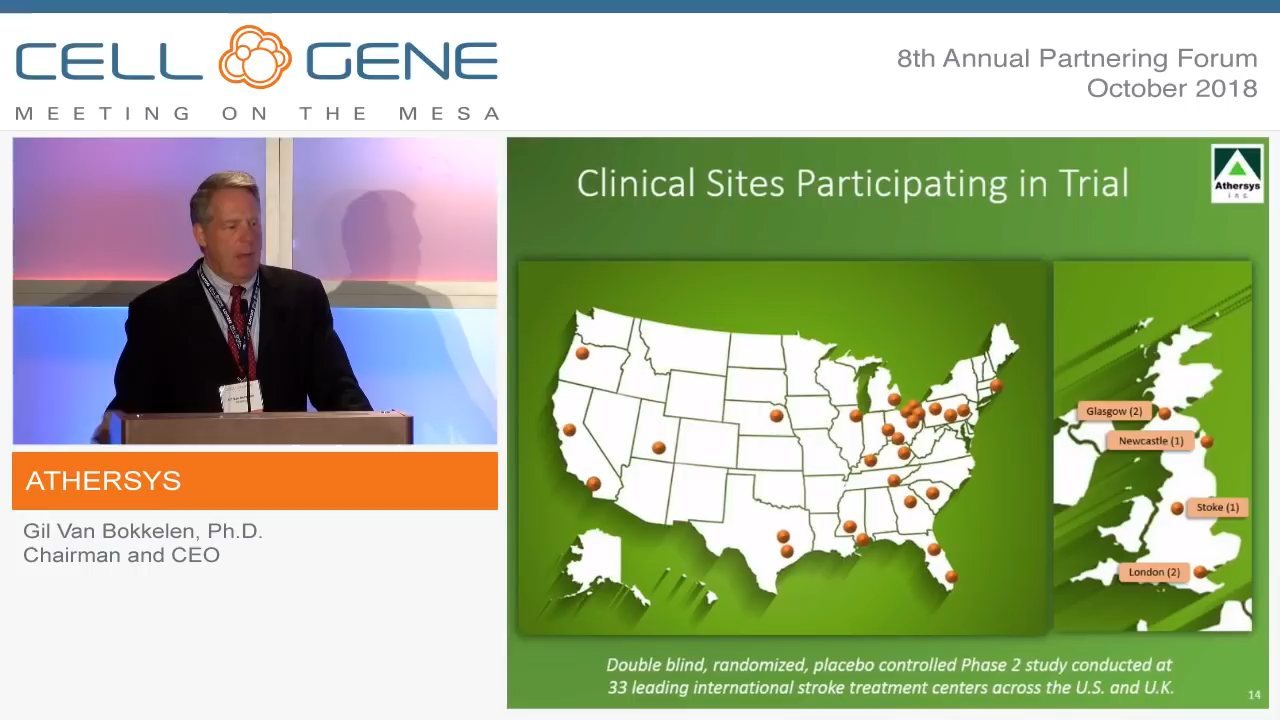 CELL GENE
MEETING ON THE MESA
8th Annual Partnering Forum
October 2018
Clinical Sites Participating in Trial
Athersys
inc.
Glasgow (2)
Newcastle (1)
Stoke (1)
London (2)
ATHERSYS
Gil Van Bokkelen, Ph.D.
Chairman and CEO
Double blind, randomized, placebo controlled Phase 2 study conducted at
33 leading international stroke treatment centers across the U.S. and U.K.
14